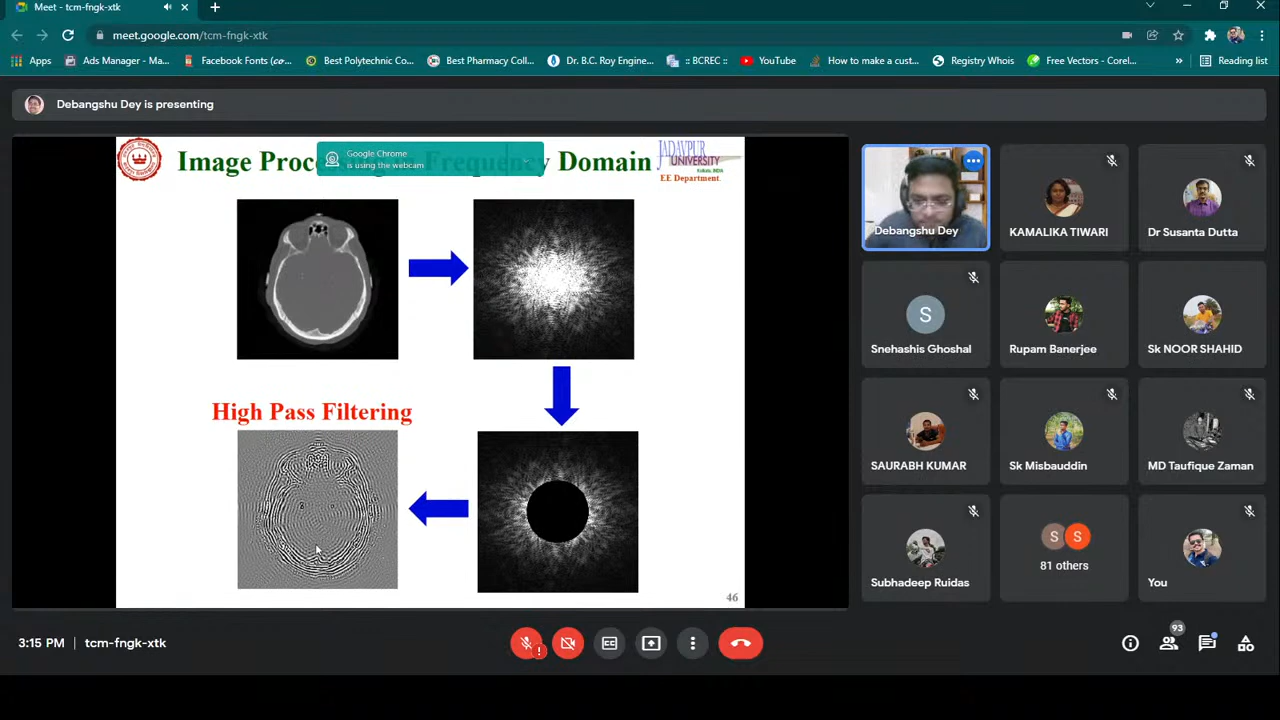 Meet - tcm-fngk-xtk
meet.google.com/tcm-fngk-xtk
Apps
Ads Manager - Ma...
Facebook Fonts (𝓬𝓸...
Best Polytechnic Co...
Best Pharmacy Coll...
Dr. B.C. Roy Engine...
:: BCREC ::
YouTube
How to make a cust...
Registry Whois
Free Vectors - Corel...
»
Reading list
Debangshu Dey is presenting
Image Proc
Frequency Domain
Google Chrome
is using the webcam
JADAVPUR
UNIVERSITY
EE Department.
High Pass Filtering
46
Debangshu Dey
KAMALIKA TIWARI
Dr Susanta Dutta
S
Snehashis Ghoshal
Rupam Banerjee
Sk NOOR SHAHID
SAURABH KUMAR
Sk Misbauddin
MD Taufique Zaman
Subhadeep Ruidas
S S
81 others
You
3:15 PM | tcm-fngk-xtk
93